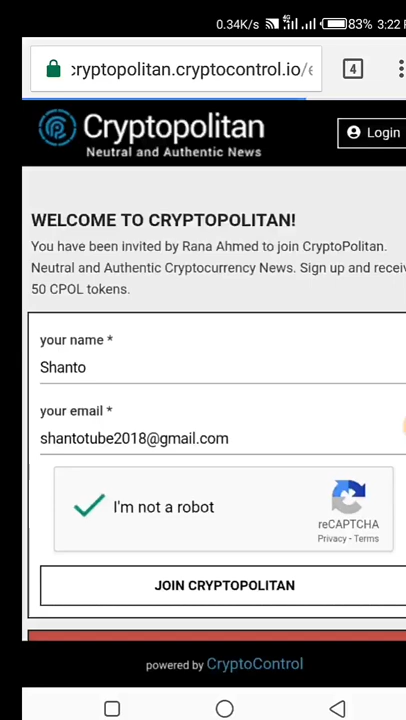 0.34K/s 4G 83% 3:22 P
cryptopolitan.cryptocontrol.io/e
4
Cryptopolitan
Neutral and Authentic News
Login
WELCOME TO CRYPTOPOLITAN!
You have been invited by Rana Ahmed to join CryptoPolitan.
Neutral and Authentic Cryptocurrency News. Sign up and receiv
50 CPOL tokens.
your name *
Shanto
your email *
shantotube2018@gmail.com
I'm not a robot
reCAPTCHA
Privacy - Terms
JOIN CRYPTOPOLITAN
powered by CryptoControl